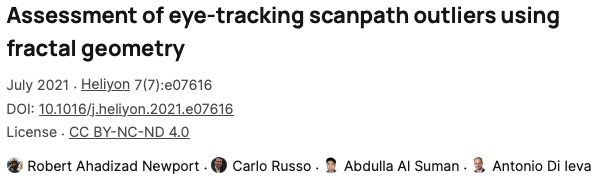 Assessment of eye-tracking scanpath outliers using
fractal geometry
July 2021 · Heliyon 7(7):e07616
DOI: 10.1016/j.heliyon.2021.e07616
License · CC BY-NC-ND 4.0
Robert Ahadizad Newport · Carlo Russo · Abdulla Al Suman · Antonio Di Ieva